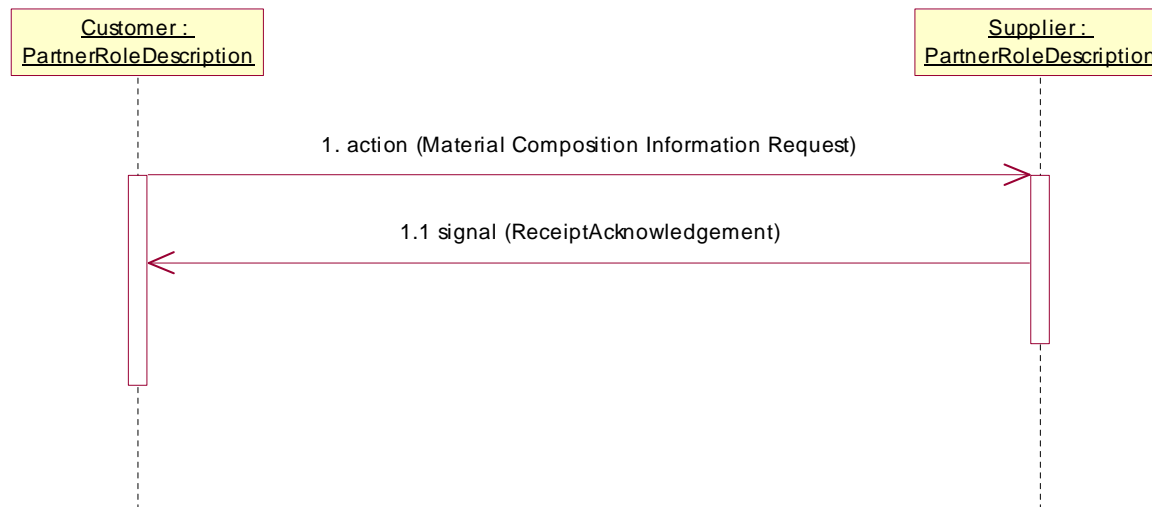 Customer :
PartnerRoleDescription
Supplier :
PartnerRoleDescription
1. action (Material Composition Information Request)
1.1 signal (ReceiptAcknowledgement)